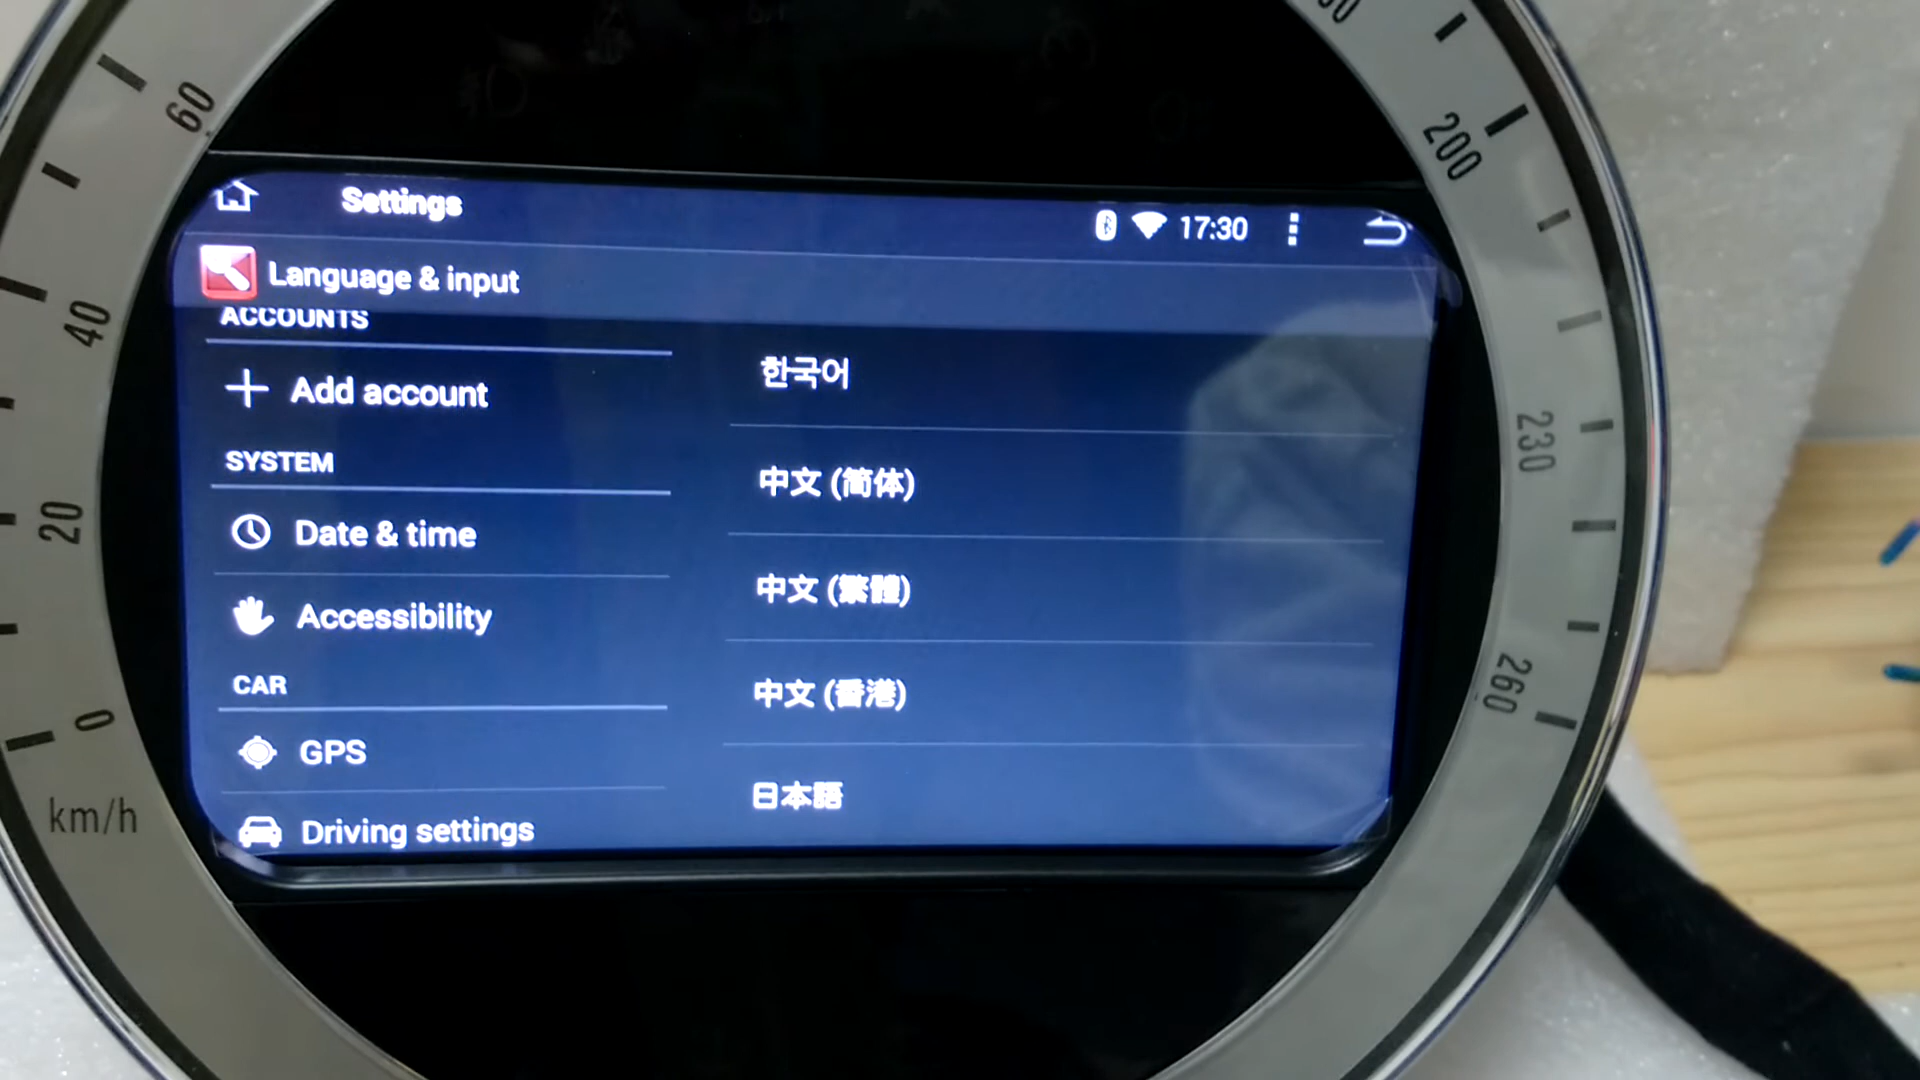 Settings
17:30
Language & input
ACCOUNTS
Add account
SYSTEM
Date & time
Accessibility
CAR
GPS
Driving settings
한국어
中文 (简体)
中文 (繁體)
中文 (香港)
日本語
60
40
20
0
km/h
200
230
260